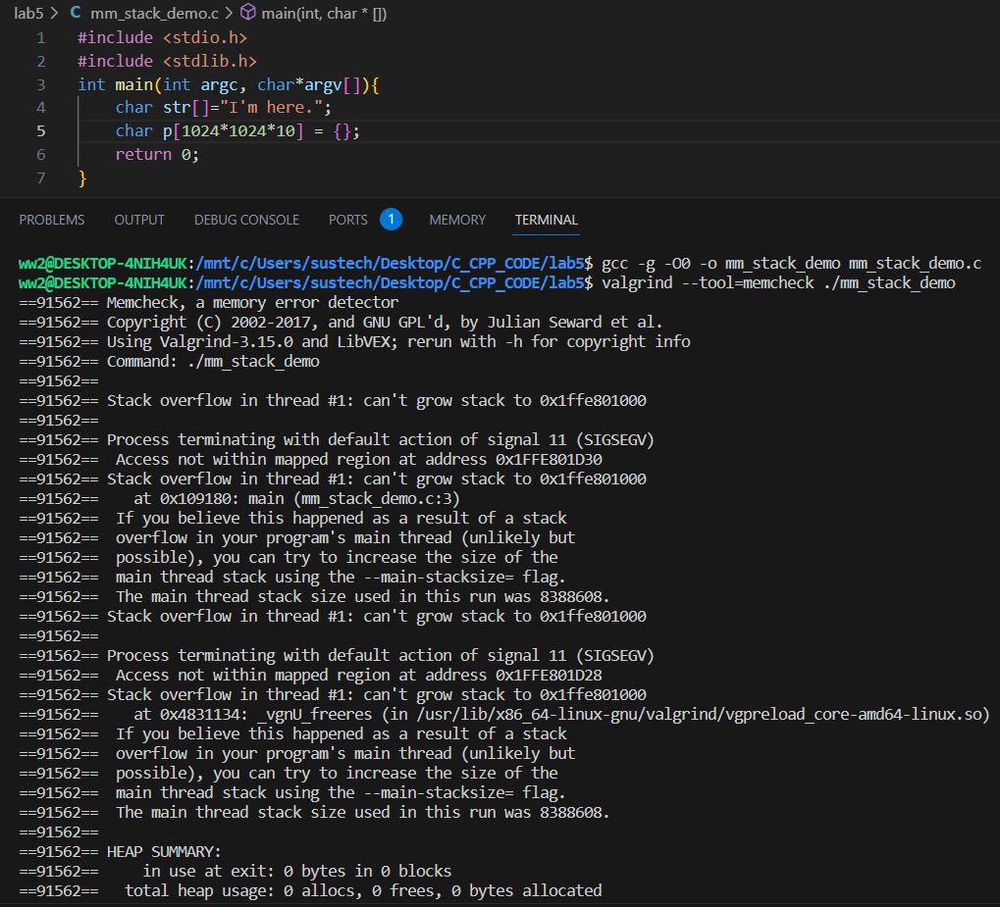 lab5 > C mm_stack_demo.c > main(int, char * [])
1 #include <stdio.h>
2 #include <stdlib.h>
3 int main(int argc, char*argv[]){
4 char str[]="I'm here.";
5 char p[1024*1024*10] = {};
6 return 0;
7 }
PROBLEMS OUTPUT DEBUG CONSOLE PORTS 1 MEMORY TERMINAL
ww2@DESKTOP-4NIH4UK:/mnt/c/Users/sustech/Desktop/C_CPP_CODE/lab5$ gcc -g -O0 -o mm_stack_demo mm_stack_demo.c
ww2@DESKTOP-4NIH4UK:/mnt/c/Users/sustech/Desktop/C_CPP_CODE/lab5$ valgrind --tool=memcheck ./mm_stack_demo
==91562== Memcheck, a memory error detector
==91562== Copyright (C) 2002-2017, and GNU GPL'd, by Julian Seward et al.
==91562== Using Valgrind-3.15.0 and LibVEX; rerun with -h for copyright info
==91562== Command: ./mm_stack_demo
==91562==
==91562== Stack overflow in thread #1: can't grow stack to 0x1ffe801000
==91562==
==91562== Process terminating with default action of signal 11 (SIGSEGV)
==91562==  Access not within mapped region at address 0x1FFE801D30
==91562== Stack overflow in thread #1: can't grow stack to 0x1ffe801000
==91562==    at 0x109180: main (mm_stack_demo.c:3)
==91562==  If you believe this happened as a result of a stack
==91562==  overflow in your program's main thread (unlikely but
==91562==  possible), you can try to increase the size of the
==91562==  main thread stack using the --main-stacksize= flag.
==91562==  The main thread stack size used in this run was 8388608.
==91562== Stack overflow in thread #1: can't grow stack to 0x1ffe801000
==91562==
==91562== Process terminating with default action of signal 11 (SIGSEGV)
==91562==  Access not within mapped region at address 0x1FFE801D28
==91562== Stack overflow in thread #1: can't grow stack to 0x1ffe801000
==91562==    at 0x4831134: _vgnU_freeres (in /usr/lib/x86_64-linux-gnu/valgrind/vgpreload_core-amd64-linux.so)
==91562==  If you believe this happened as a result of a stack
==91562==  overflow in your program's main thread (unlikely but
==91562==  possible), you can try to increase the size of the
==91562==  main thread stack using the --main-stacksize= flag.
==91562==  The main thread stack size used in this run was 8388608.
==91562==
==91562== HEAP SUMMARY:
==91562==     in use at exit: 0 bytes in 0 blocks
==91562==   total heap usage: 0 allocs, 0 frees, 0 bytes allocated